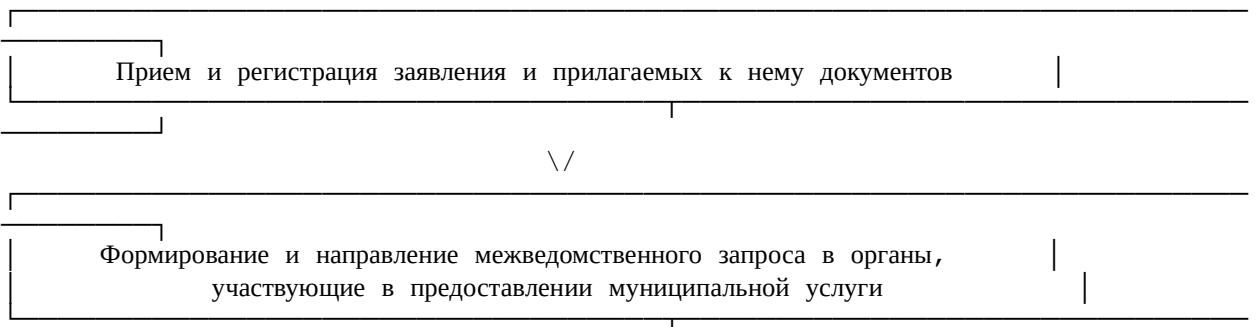 Прием и регистрация заявления и прилагаемых к нему документов
\/
Формирование и направление межведомственного запроса в органы,
участвующие в предоставлении муниципальной услуги